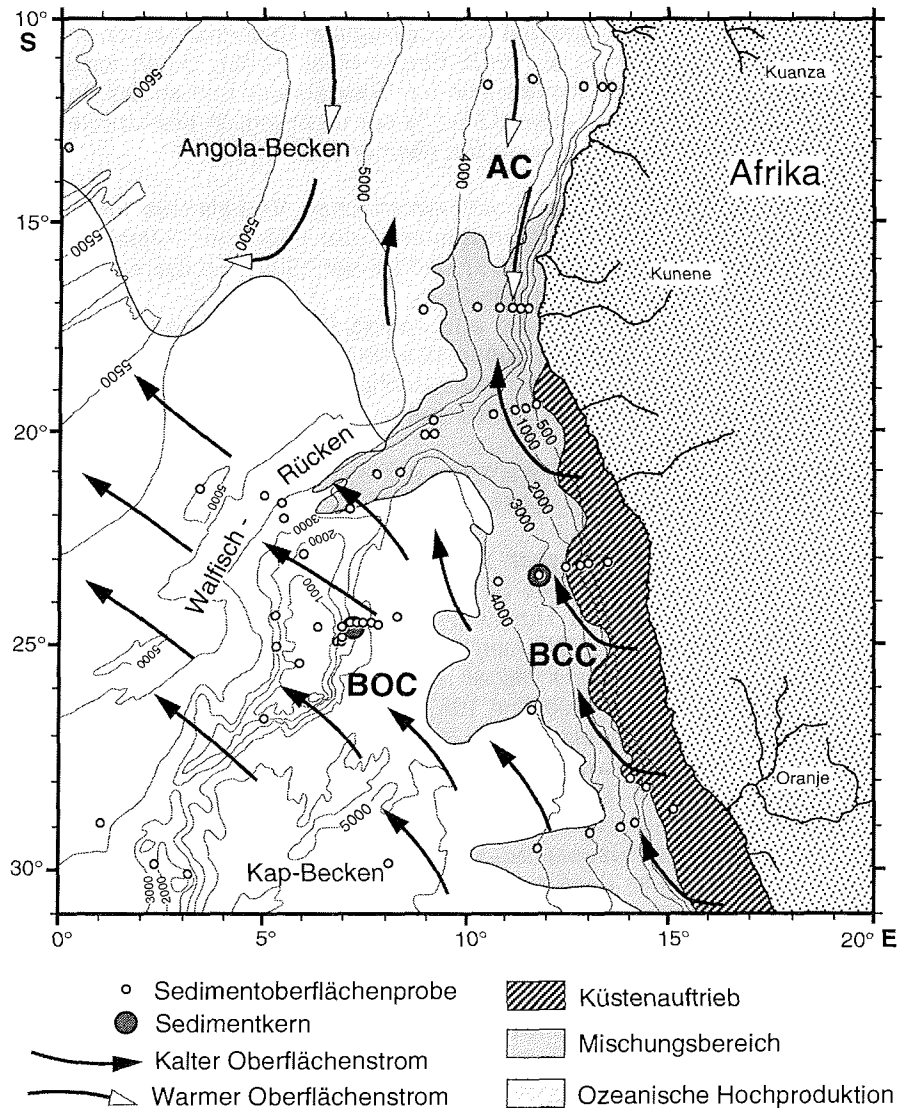 10°
S
15°
20°
25°
30°
0°
5°
10°
15°
20° E
Kuanza
Afrika
Kunene
Oranje
Angola-Becken
AC
Walfisch - Rücken
BOC
BCC
Kap-Becken
5600
5000
4000
5500
5500
5500
5000
500
1000
2000
3000
4000
3000
2000
1000
5000
5000
3000
2000
Sedimentoberflächenprobe
Sedimentkern
Kalter Oberflächenstrom
Warmer Oberflächenstrom
Küstenauftrieb
Mischungsbereich
Ozeanische Hochproduktion